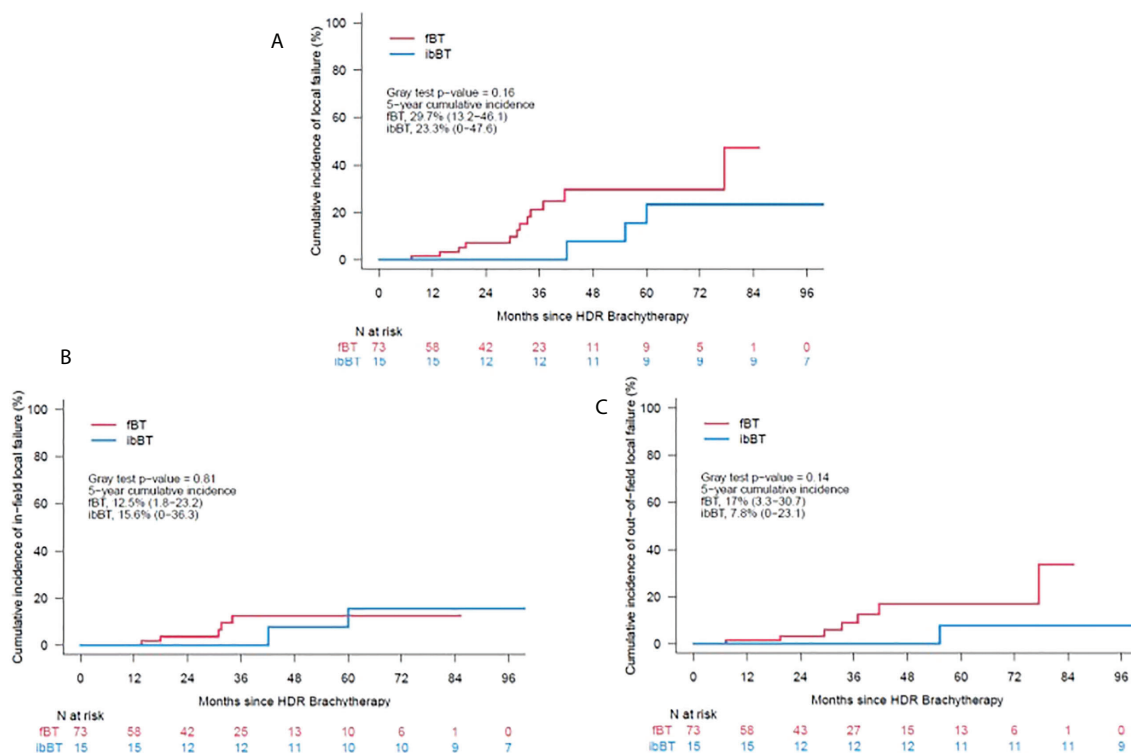 A
Cumulative incidence of local failure (%)
100
80
60
40
20
0
fBT
ibBT
Gray test p-value = 0.16
5-year cumulative incidence
fBT, 29.7% (13.2-46.1)
ibBT, 23.3% (0-47.6)
0 12 24 36 48 60 72 84 96
Months since HDR Brachytherapy
N at risk
fBT 73 58 42 23 11 9 5 1 0
ibBT 15 15 12 12 11 9 9 9 7
B
Cumulative incidence of in-field local failure (%)
100
80
60
40
20
0
fBT
ibBT
Gray test p-value = 0.81
5-year cumulative incidence
fBT, 12.5% (1.8-23.2)
ibBT, 15.6% (0-36.3)
0 12 24 36 48 60 72 84 96
Months since HDR Brachytherapy
N at risk
fBT 73 58 42 25 13 10 6 1 0
ibBT 15 15 12 12 11 10 10 9 7
C
Cumulative incidence of out-of-field local failure (%)
100
80
60
40
20
0
fBT
ibBT
Gray test p-value = 0.14
5-year cumulative incidence
fBT, 17% (3.3-30.7)
ibBT, 7.8% (0-23.1)
0 12 24 36 48 60 72 84 96
Months since HDR Brachytherapy
N at risk
fBT 73 58 43 27 15 13 6 1 0
ibBT 15 15 12 12 12 11 11 11 9